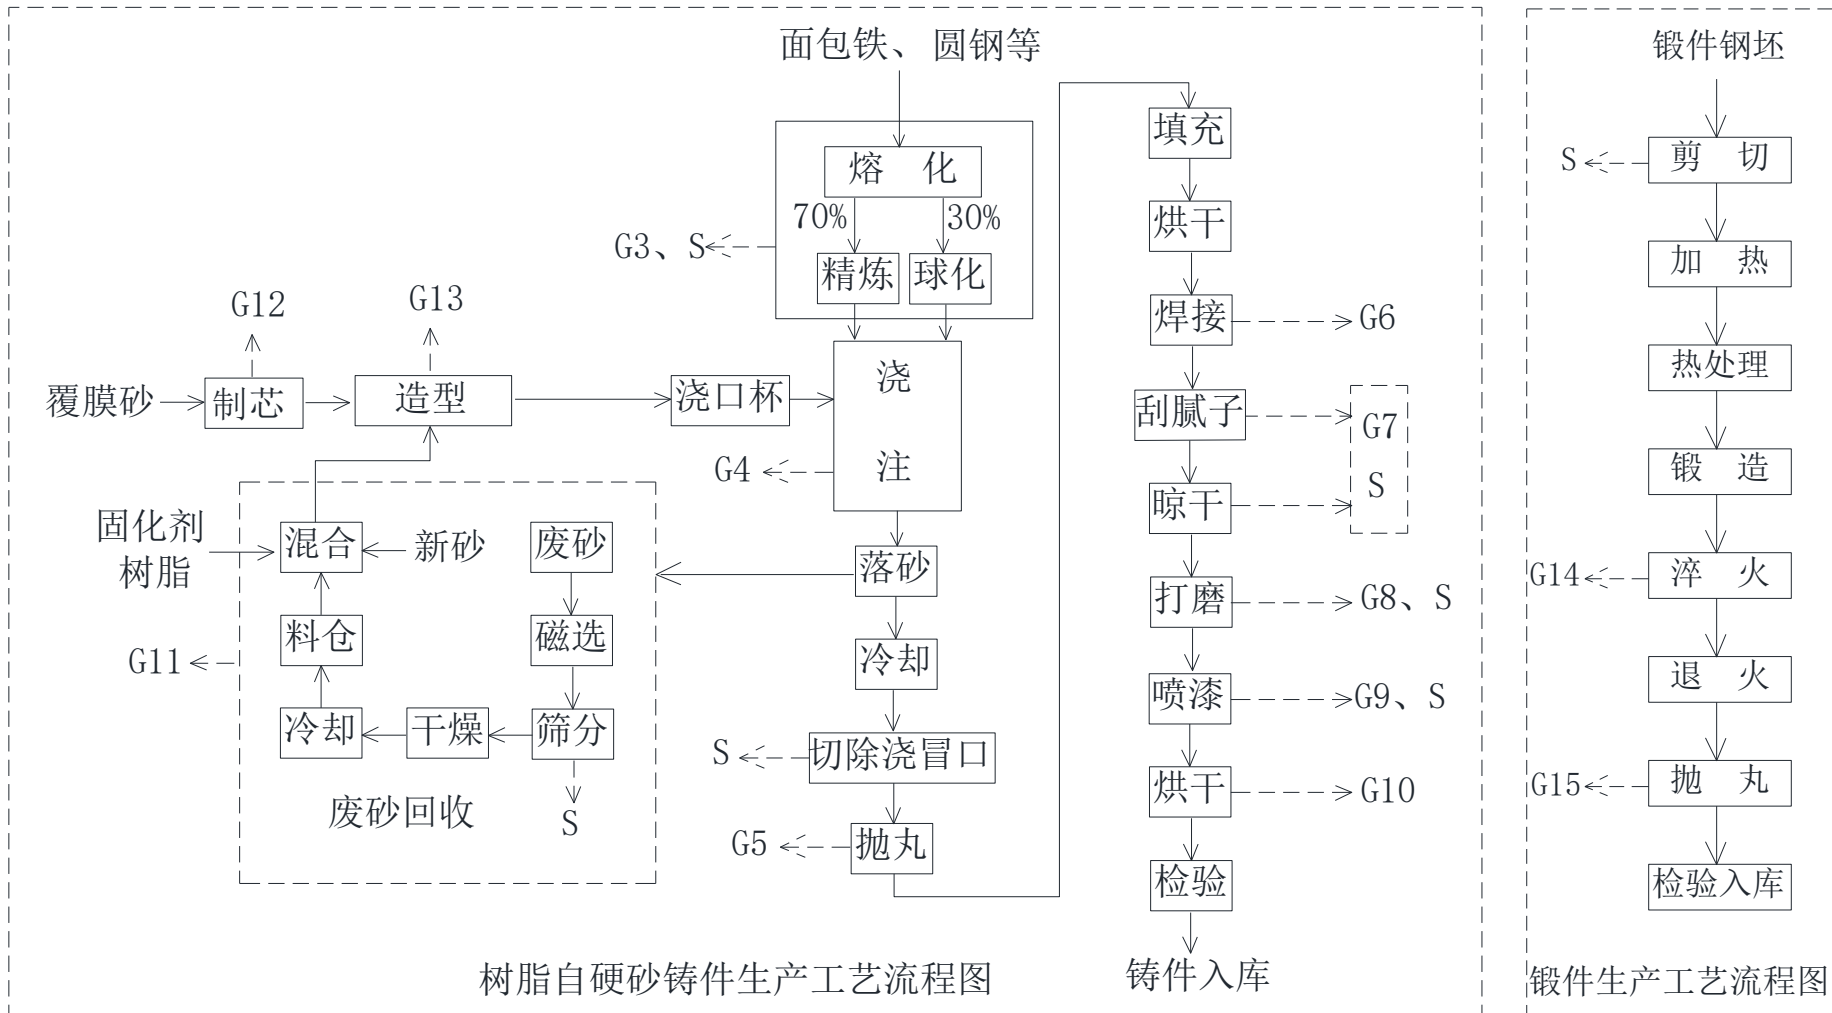 面包铁、圆钢等
熔 化
70%
30%
精炼
球化
G3、S
G12
G13
覆膜砂
制芯
造型
浇口杯
浇
注
G4
固化剂
树脂
混合
新砂
废砂
料仓
磁选
G11
冷却
干燥
筛分
废砂回收
S
落砂
冷却
S
切除浇冒口
G5
抛丸
填充
烘干
焊接
G6
刮腻子
G7
S
晾干
打磨
G8、S
喷漆
G9、S
烘干
G10
检验
铸件入库
树脂自硬砂铸件生产工艺流程图
锻件钢坯
S
剪 切
加 热
热处理
锻 造
G14
淬 火
退 火
G15
抛 丸
检验入库
锻件生产工艺流程图